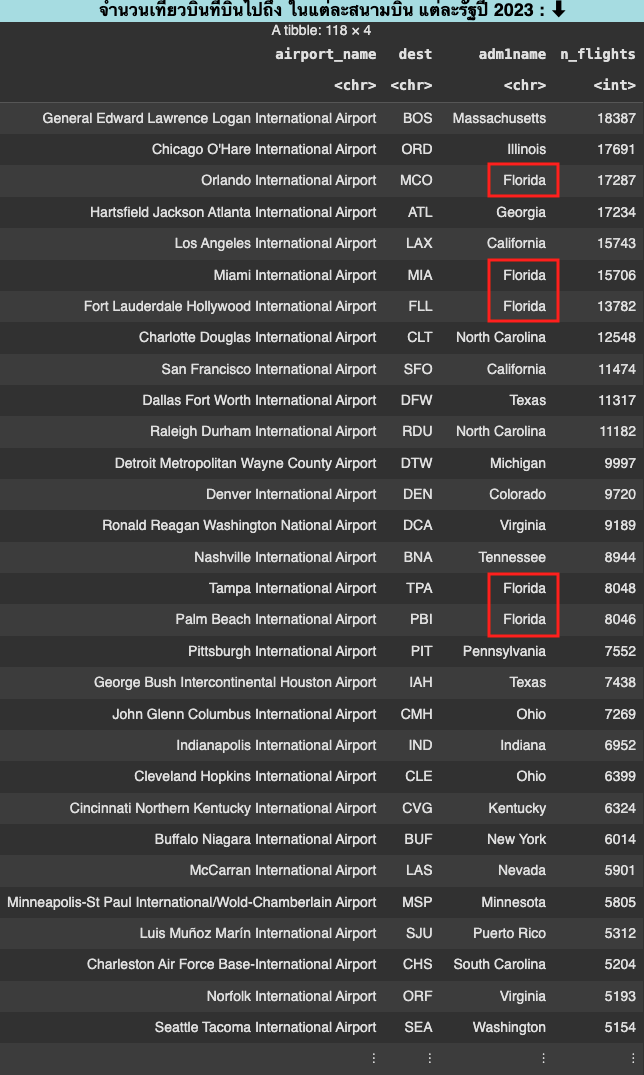 จำนวนเที่ยวบินที่บินไปถึง ในแต่ละสนามบิน แต่ละรัฐปี 2023 : ⬇
A tibble: 118 × 4
airport_name dest adm1name n_flights
<chr> <chr> <chr> <int>
General Edward Lawrence Logan International Airport BOS Massachusetts 18387
Chicago O'Hare International Airport ORD Illinois 17691
Orlando International Airport MCO Florida 17287
Hartsfield Jackson Atlanta International Airport ATL Georgia 17234
Los Angeles International Airport LAX California 15743
Miami International Airport MIA Florida 15706
Fort Lauderdale Hollywood International Airport FLL Florida 13782
Charlotte Douglas International Airport CLT North Carolina 12548
San Francisco International Airport SFO California 11474
Dallas Fort Worth International Airport DFW Texas 11317
Raleigh Durham International Airport RDU North Carolina 11182
Detroit Metropolitan Wayne County Airport DTW Michigan 9997
Denver International Airport DEN Colorado 9720
Ronald Reagan Washington National Airport DCA Virginia 9189
Nashville International Airport BNA Tennessee 8944
Tampa International Airport TPA Florida 8048
Palm Beach International Airport PBI Florida 8046
Pittsburgh International Airport PIT Pennsylvania 7552
George Bush Intercontinental Houston Airport IAH Texas 7438
John Glenn Columbus International Airport CMH Ohio 7269
Indianapolis International Airport IND Indiana 6952
Cleveland Hopkins International Airport CLE Ohio 6399
Cincinnati Northern Kentucky International Airport CVG Kentucky 6324
Buffalo Niagara International Airport BUF New York 6014
McCarran International Airport LAS Nevada 5901
Minneapolis-St Paul International/Wold-Chamberlain Airport MSP Minnesota 5805
Luis Muñoz Marín International Airport SJU Puerto Rico 5312
Charleston Air Force Base-International Airport CHS South Carolina 5204
Norfolk International Airport ORF Virginia 5193
Seattle Tacoma International Airport SEA Washington 5154
⋮ ⋮ ⋮ ⋮